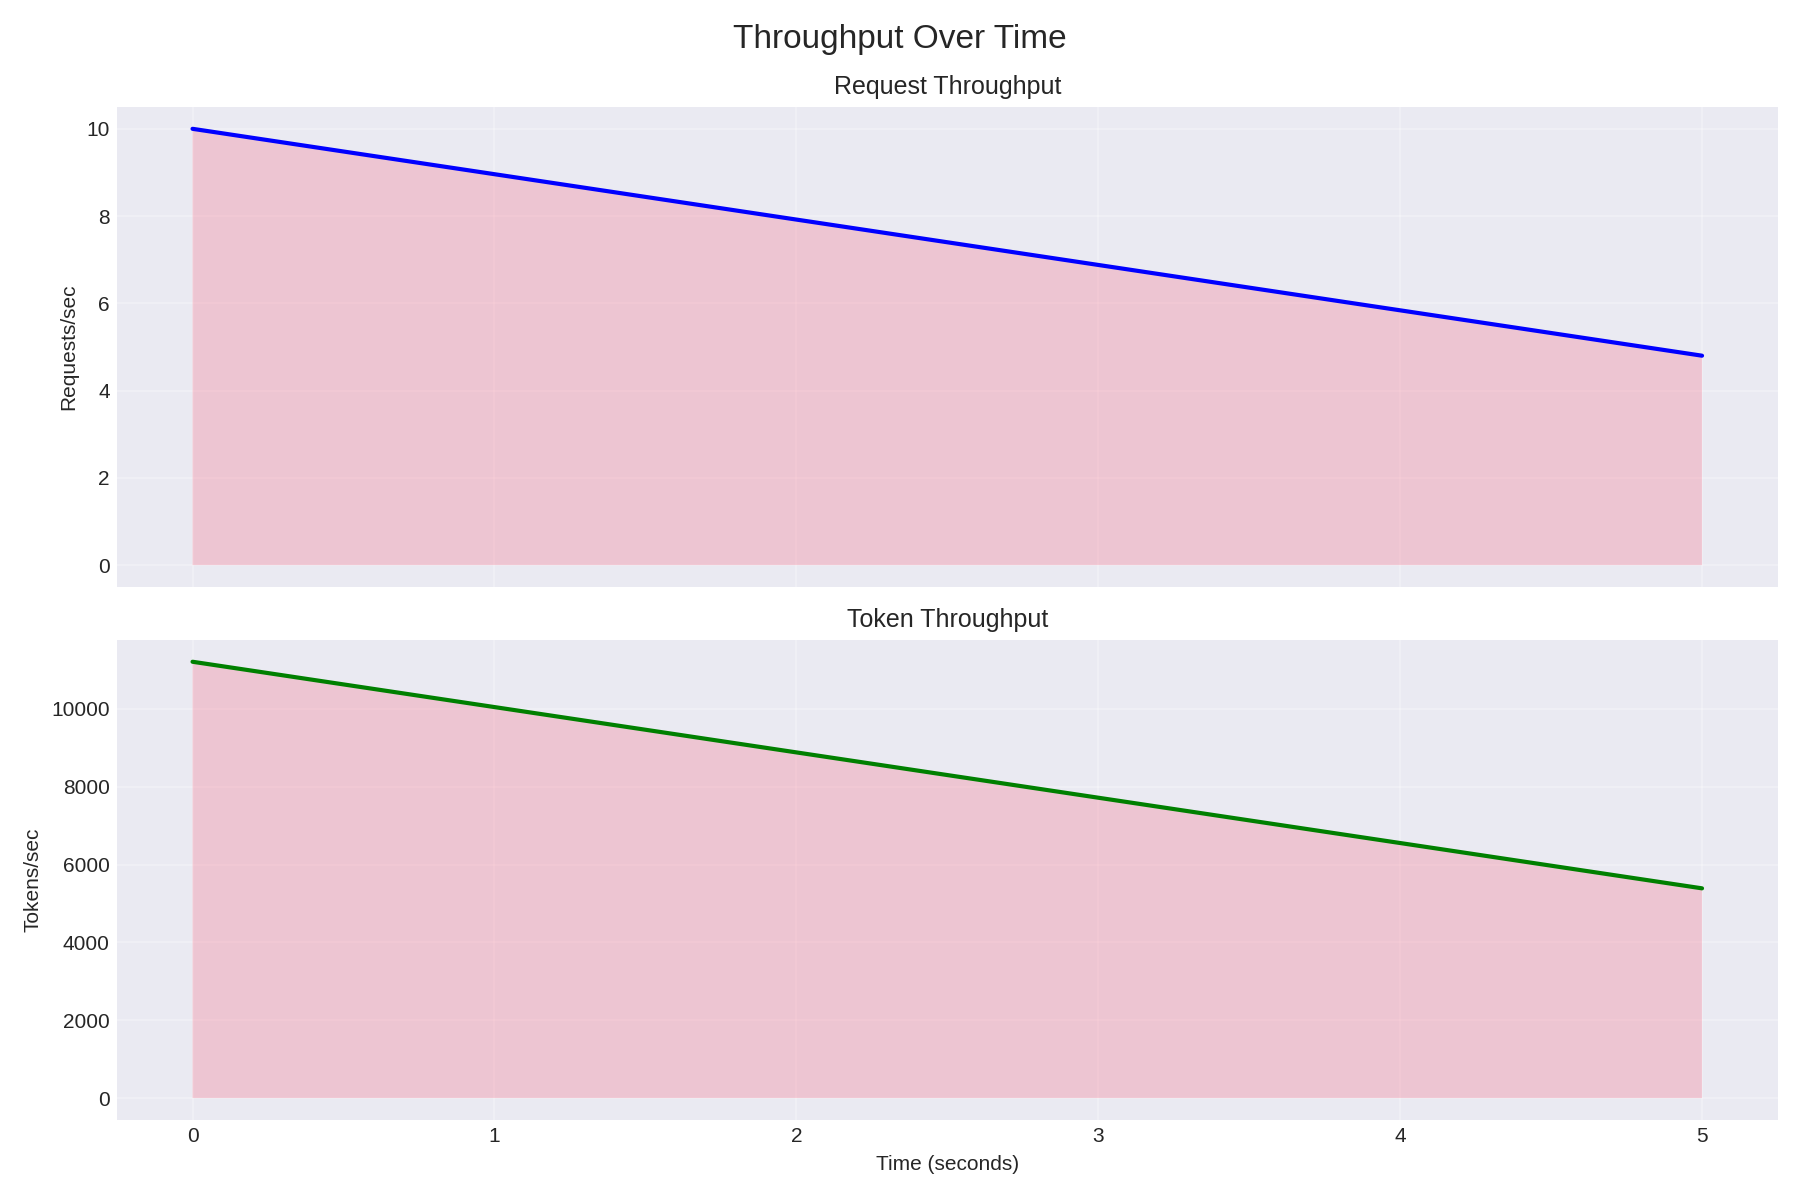 Throughput Over Time
Request Throughput
10
8
6
4
2
0
Requests/sec
Token Throughput
10000
8000
6000
4000
2000
0
Tokens/sec
0 1 2 3 4 5
Time (seconds)